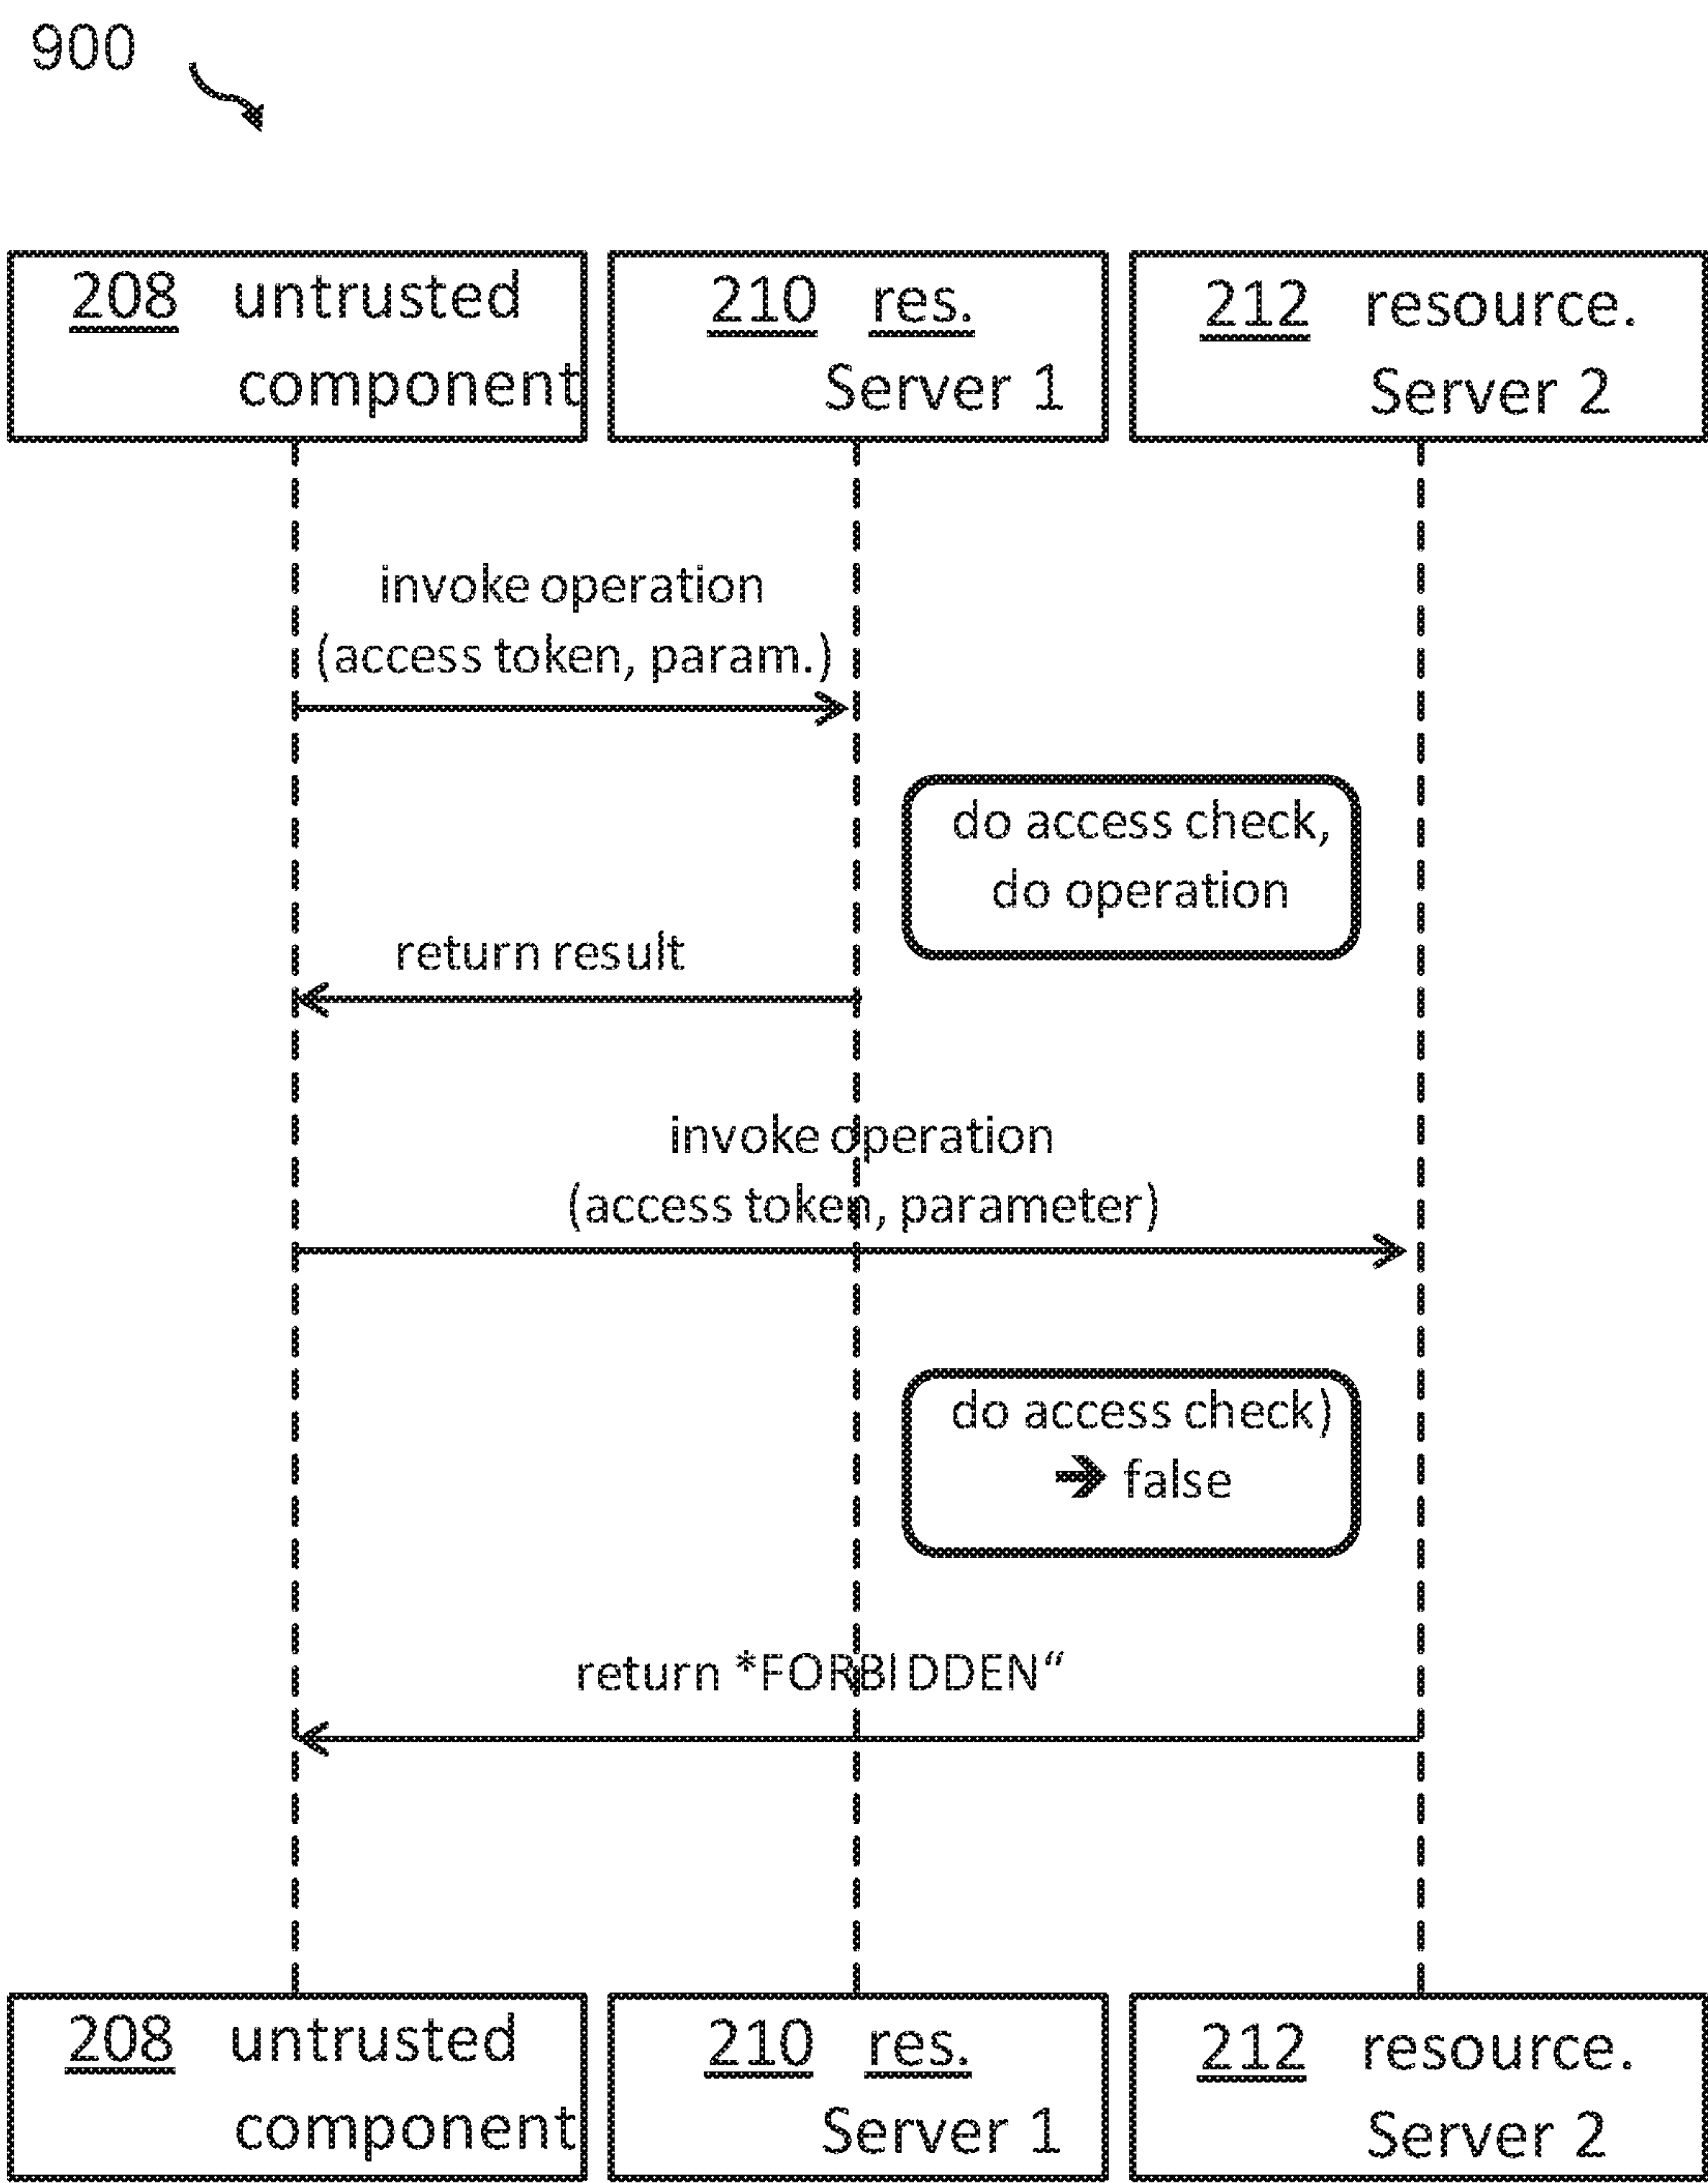 900
208 untrusted
component
210 res.
Server 1
212 resource.
Server 2
invoke operation
(access token, param.)
do access check,
do operation
return result
invoke operation
(access token, parameter)
do access check)
➔ false
return *FORBIDDEN“
208 untrusted
component
210 res.
Server 1
212 resource.
Server 2